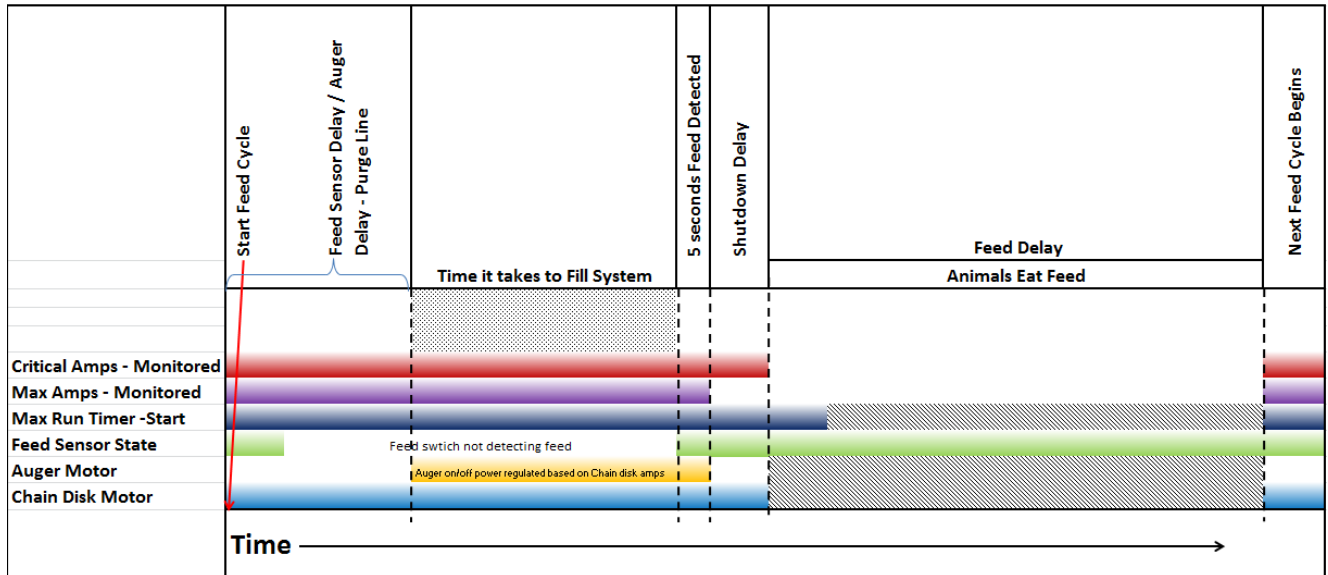 Start Feed Cycle
Feed Sensor Delay / Auger
Delay - Purge Line
Time it takes to Fill System
5 seconds Feed Detected
Shutdown Delay
Feed Delay
Animals Eat Feed
Next Feed Cycle Begins
Critical Amps - Monitored
Max Amps - Monitored
Max Run Timer -Start
Feed Sensor State
Feed swtich not detecting feed
Auger Motor
Auger on/off power regulated based on Chain disk amps
Chain Disk Motor
Time